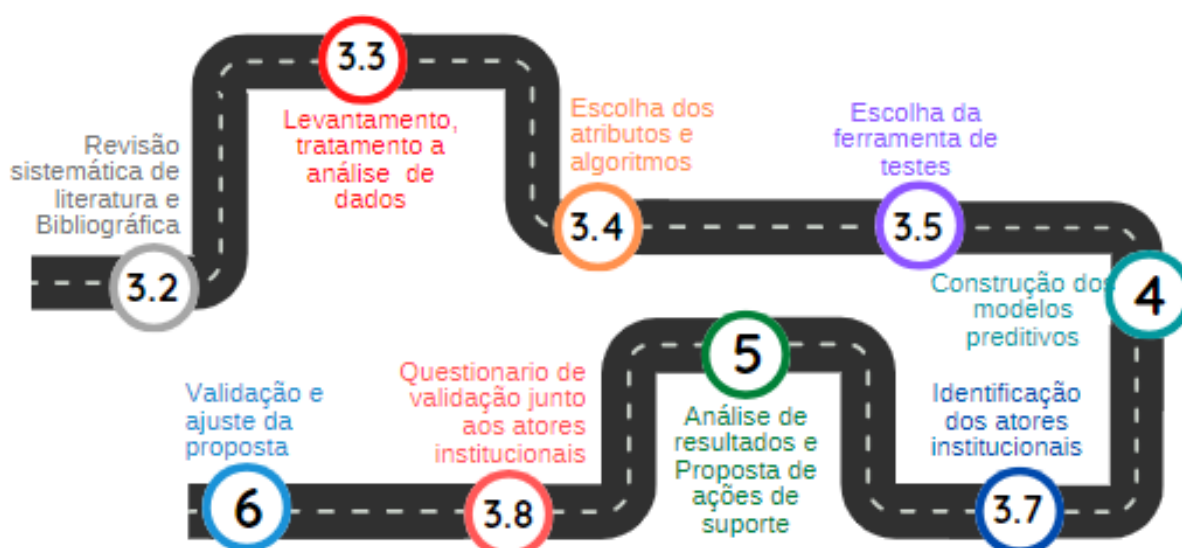 Revisão
sistemática de
literatura e
Bibliográfica
3.2
3.3
Levantamento,
tratamento a
análise de
dados
Escolha dos
atributos e
algoritmos
3.4
Escolha da
ferramenta de
testes
3.5
Construção dos
modelos
preditivos
4
Identificação
dos atores
institucionais
3.7
5
Análise de
resultados e
Proposta de
ações de
suporte
Questionario de
validação junto
aos atores
institucionais
3.8
Validação e
ajuste da
proposta
6